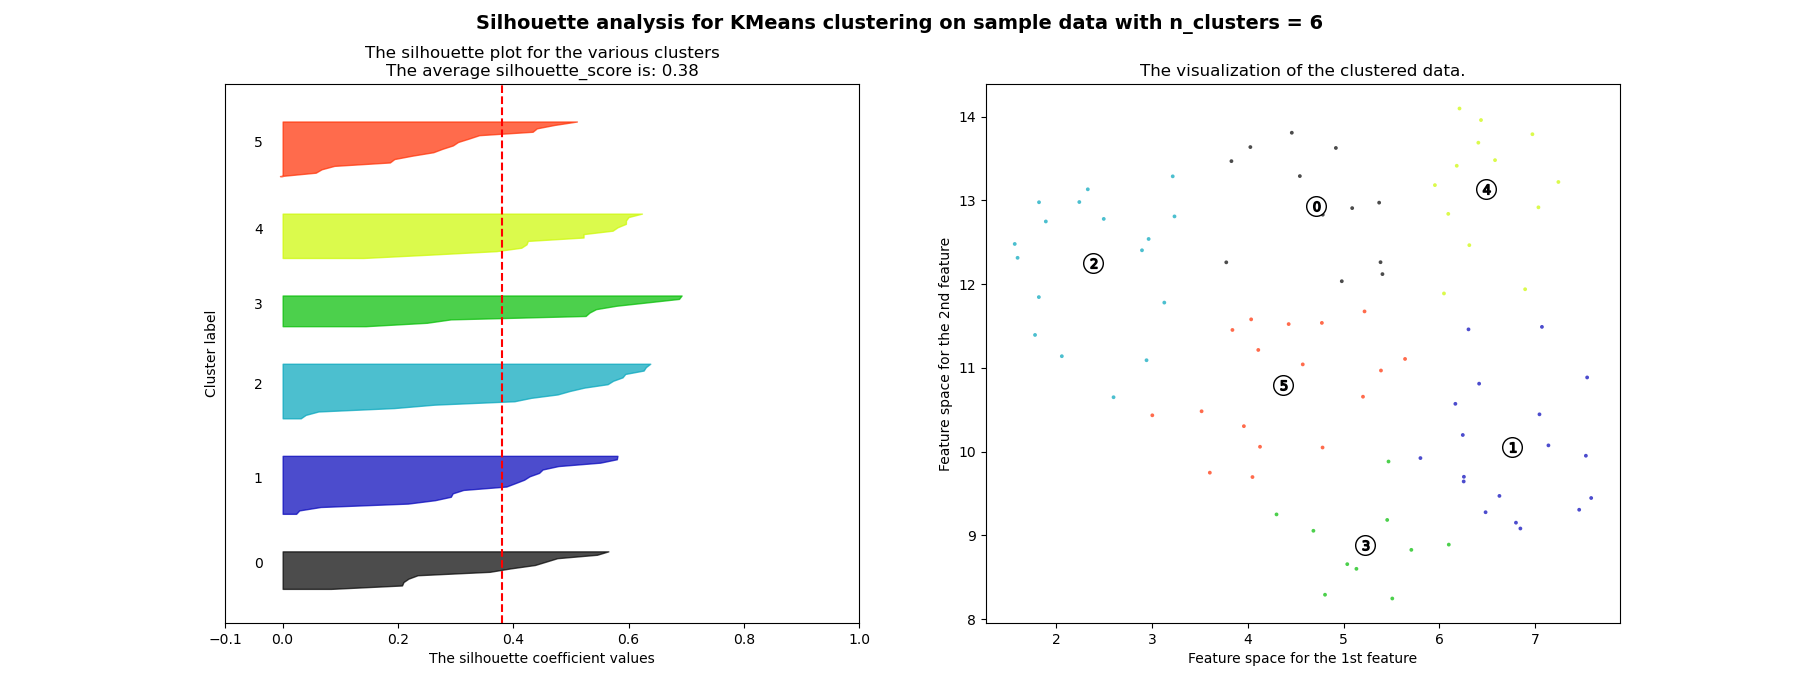 Silhouette analysis for KMeans clustering on sample data with n_clusters = 6
The silhouette plot for the various clusters
The average silhouette_score is: 0.38
5
4
3
2
1
0
Cluster label
−0.1 0.0 0.2 0.4 0.6 0.8 1.0
The silhouette coefficient values
The visualization of the clustered data.
14
13
12
11
10
9
8
Feature space for the 2nd feature
4
0
2
5
1
3
2 3 4 5 6 7
Feature space for the 1st feature